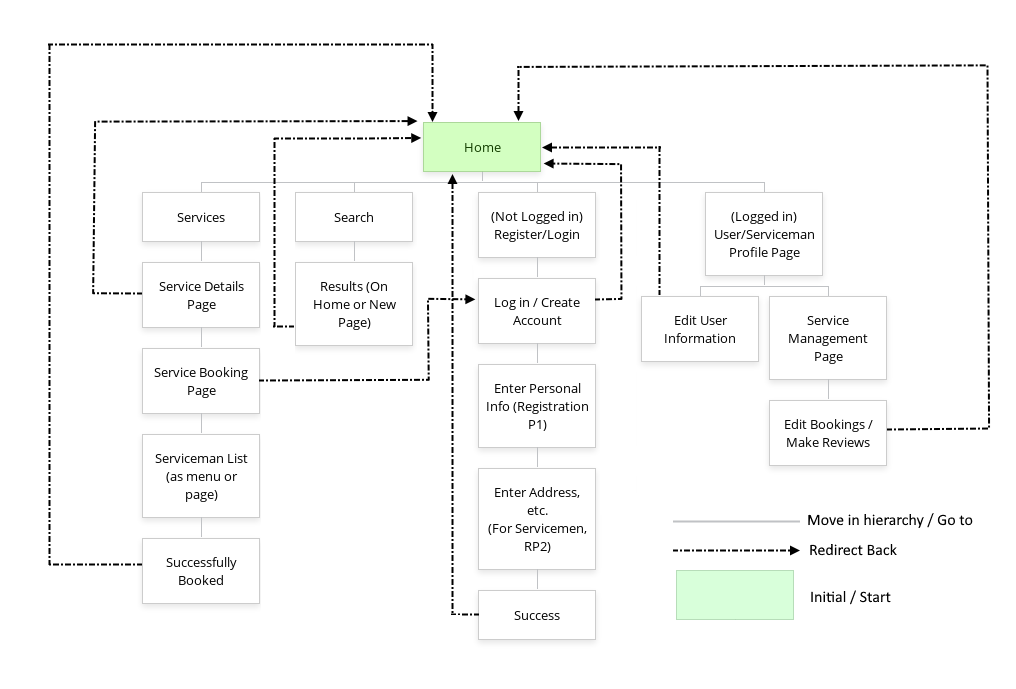 Home
Services
Search
(Not Logged in)
Register/Login
(Logged in)
User/Serviceman
Profile Page
Service Details
Page
Results (On
Home or New
Page)
Log in / Create
Account
Edit User
Information
Service
Management
Page
Service Booking
Page
Enter Personal
Info (Registration
P1)
Edit Bookings /
Make Reviews
Serviceman List
(as menu or
page)
Enter Address,
etc.
(For Servicemen,
RP2)
Successfully
Booked
Success
Move in hierarchy / Go to
Redirect Back
Initial / Start